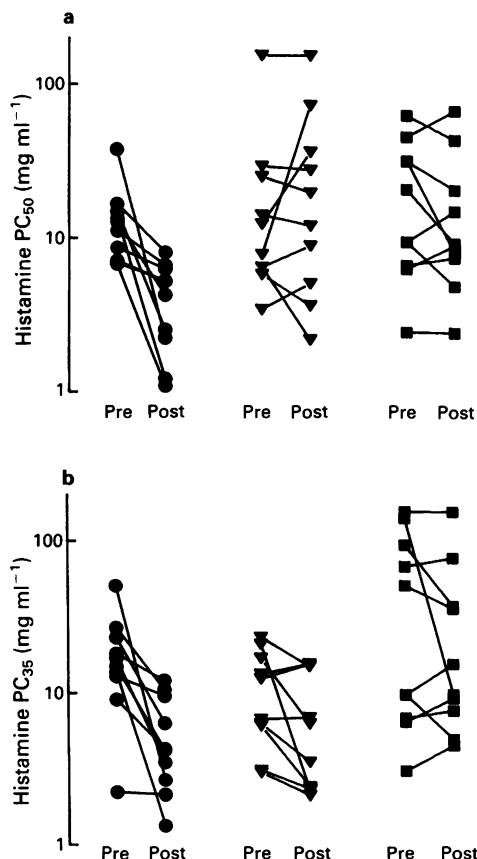 a
Histamine PC50 (mg ml−1)
100
10
1
Pre Post Pre Post Pre Post
b
Histamine PC35 (mg ml−1)
100
10
1
Pre Post Pre Post Pre Post